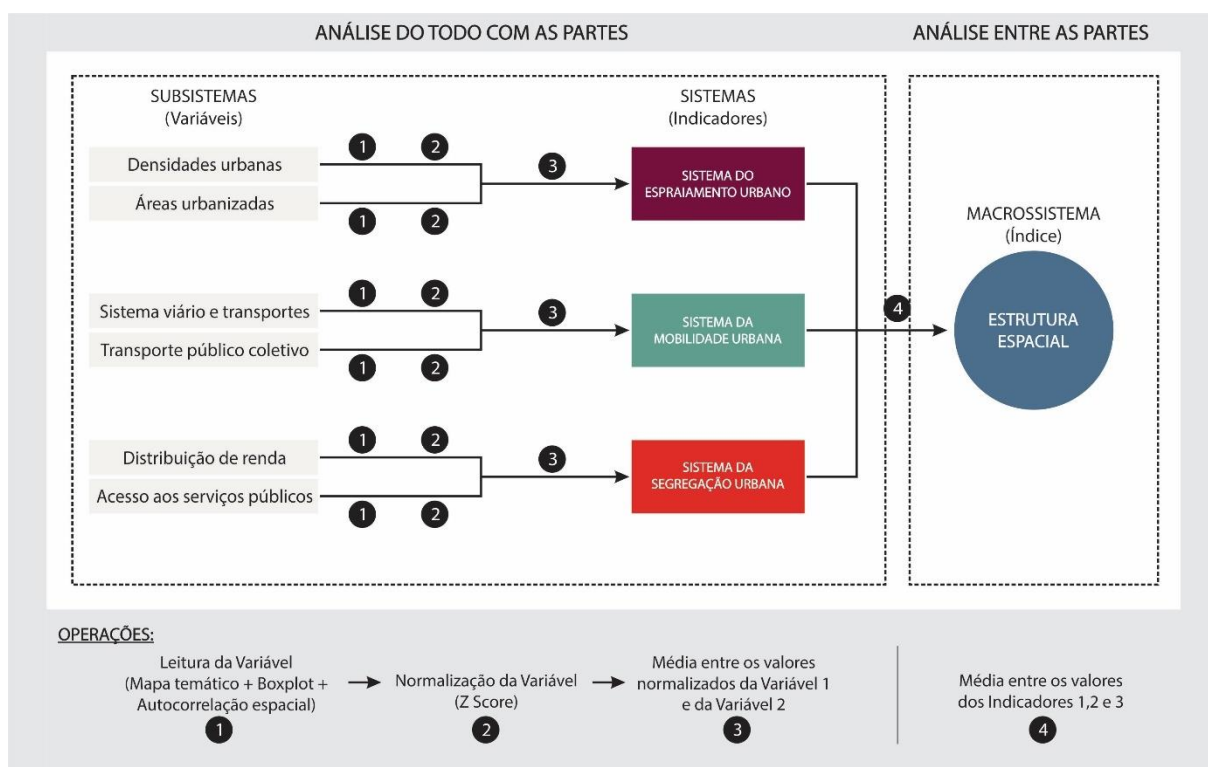 ANÁLISE DO TODO COM AS PARTES
ANÁLISE ENTRE AS PARTES
SUBSISTEMAS
(Variáveis)
SISTEMAS
(Indicadores)
1
2
Densidades urbanas
3
Áreas urbanizadas
1
2
SISTEMA DO
ESPRAIAMENTO URBANO
MACROSSISTEMA
(Índice)
1
2
Sistema viário e transportes
3
Transporte público coletivo
1
2
SISTEMA DA
MOBILIDADE URBANA
4
ESTRUTURA
ESPACIAL
1
2
Distribuição de renda
3
Acesso aos serviços públicos
1
2
SISTEMA DA
SEGREGAÇÃO URBANA
OPERAÇÕES:
Leitura da Variável
(Mapa temático + Boxplot +
Autocorrelação espacial)
1
Normalização da Variável
(Z Score)
2
Média entre os valores
normalizados da Variável 1
e da Variável 2
3
Média entre os valores
dos Indicadores 1,2 e 3
4